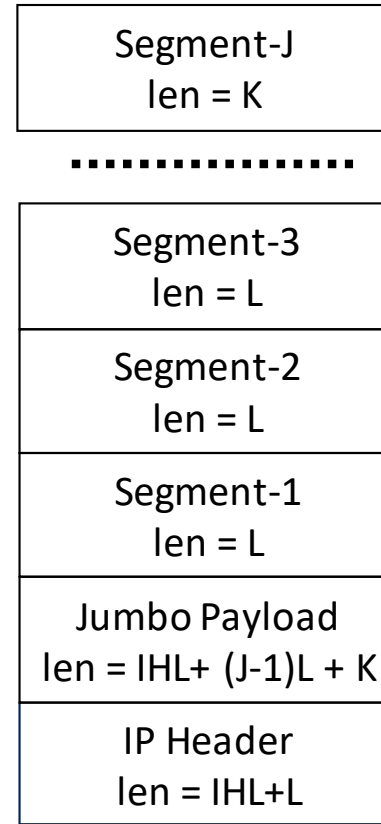 Segment-J
len = K
Segment-3
len = L
Segment-2
len = L
Segment-1
len = L
Jumbo Payload
len = IHL+ (J-1)L + K
IP Header
len = IHL+L